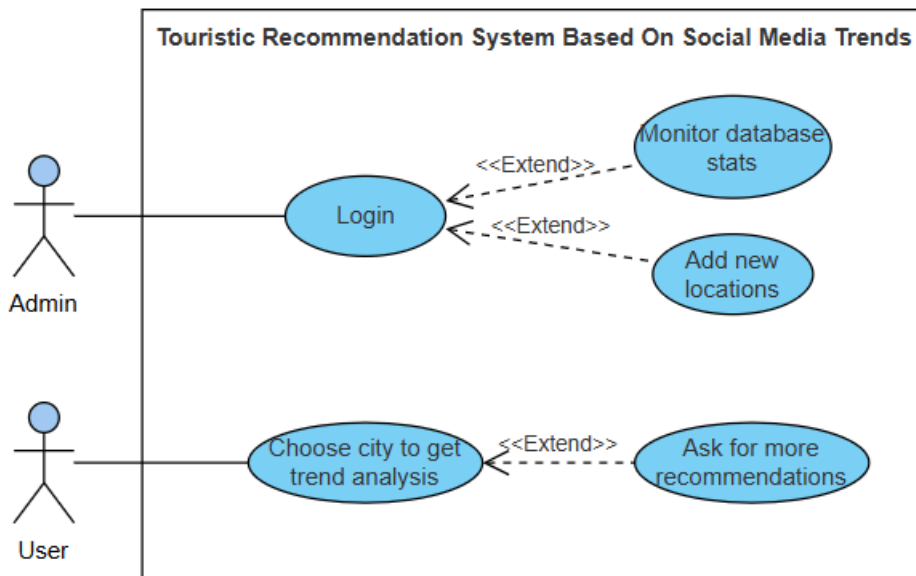 Touristic Recommendation System Based On Social Media Trends
Monitor database
stats
<<Extend>>
Login
<<Extend>>
Add new
locations
Admin
Choose city to get
trend analysis
<<Extend>>
Ask for more
recommendations
User